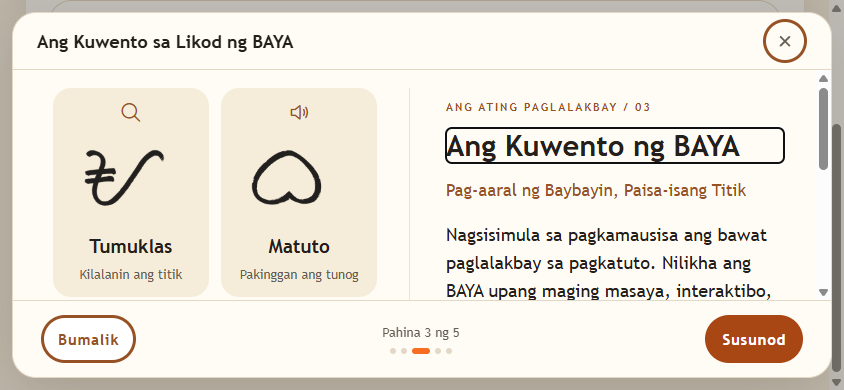 Ang Kuwento sa Likod ng BAYA
ᜌ
ᜊ
Tumuklas
Kilalanin ang titik
Matuto
Pakinggan ang tunog
ANG ATING PAGLALAKBAY / 03
Ang Kuwento ng BAYA
Pag-aaral ng Baybayin, Paisa-isang Titik
Nagsisimula sa pagkamausisa ang bawat
paglalakbay sa pagkatuto. Nilikha ang
BAYA upang maging masaya, interaktibo,
Bumalik
Pahina 3 ng 5
Susunod